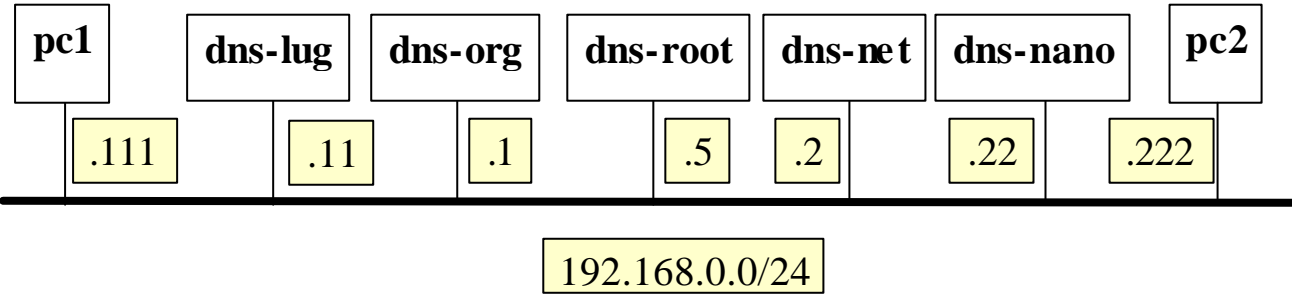 pc1 dns-lug dns-org dns-root dns-net dns-nano pc2
.111 .11 .1 .5 .2 .22 .222
192.168.0.0/24